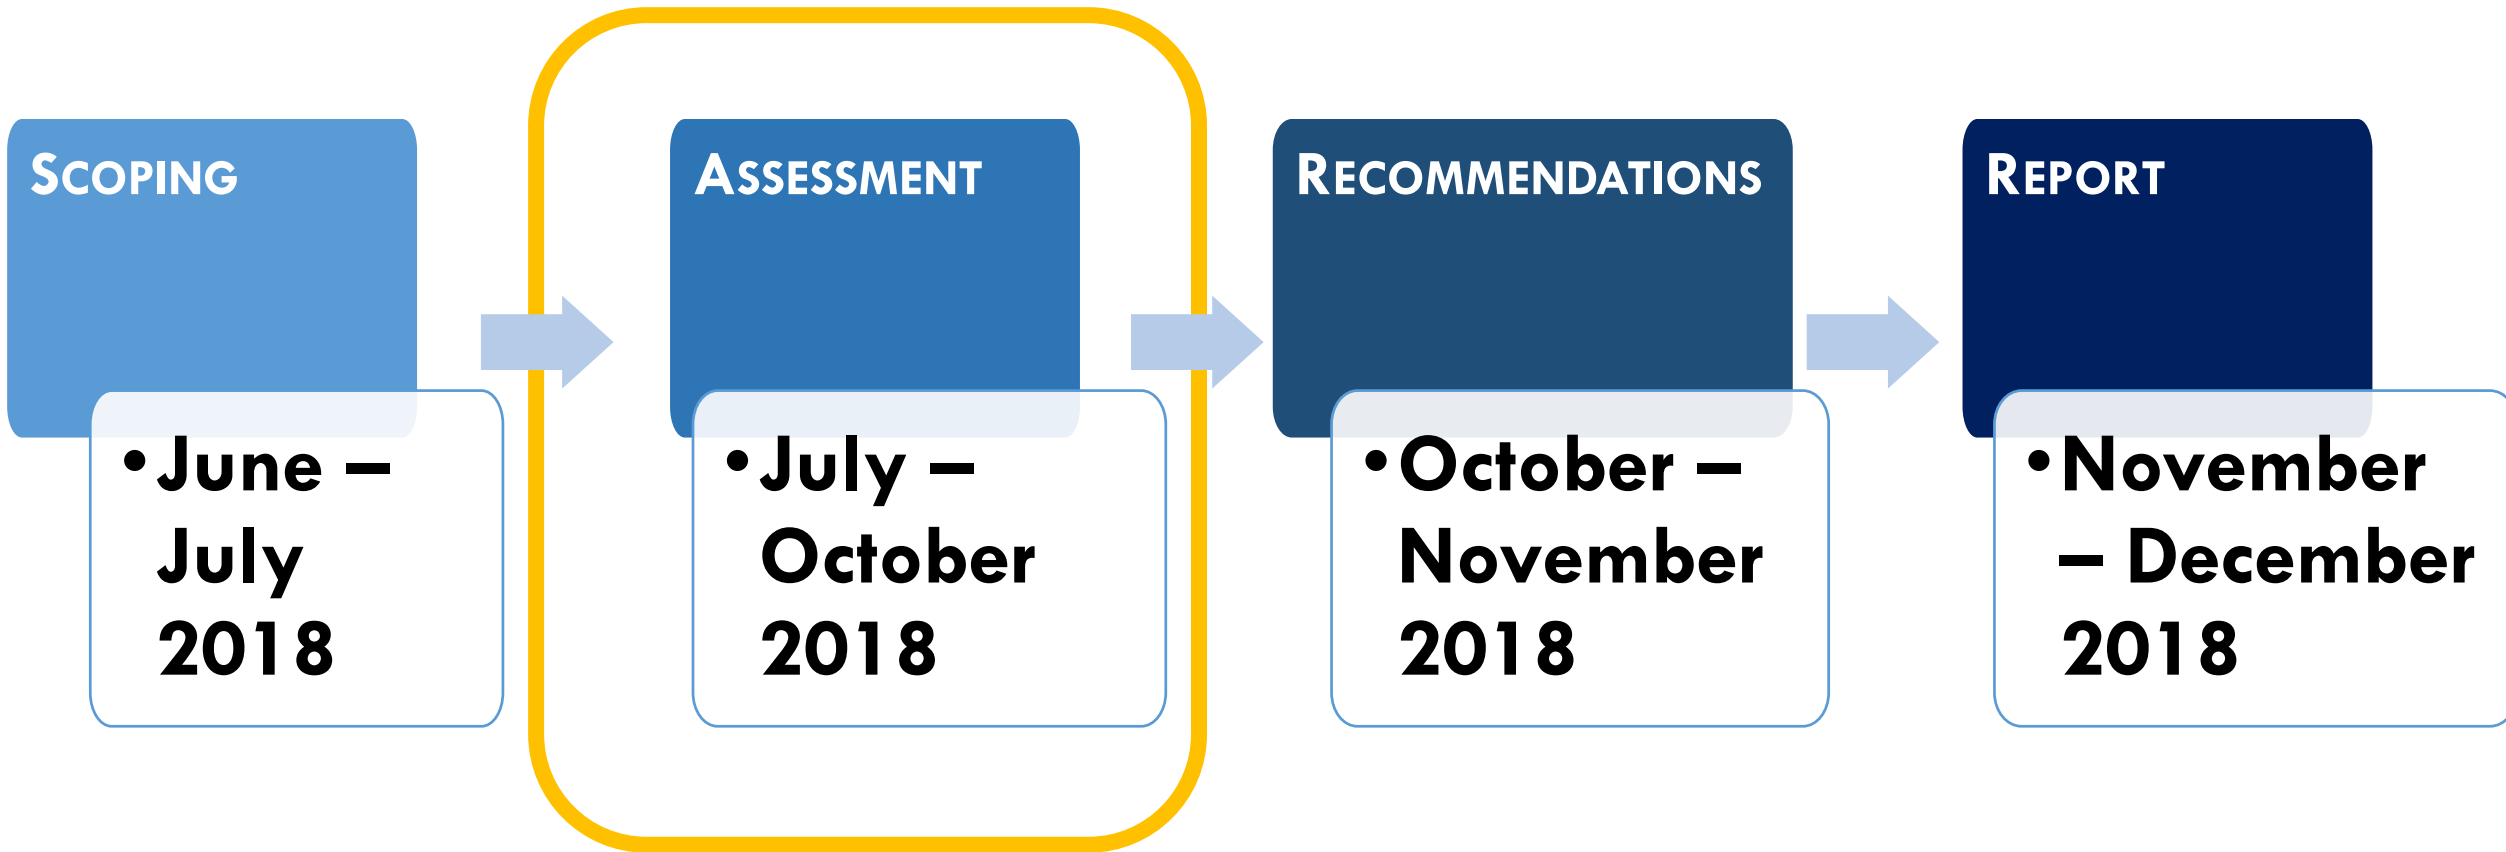 SCOPING
• June –
July
2018
ASSESSMENT
• July –
October
2018
RECOMMENDATIONS
• October –
November
2018
REPORT
• November
– December
2018